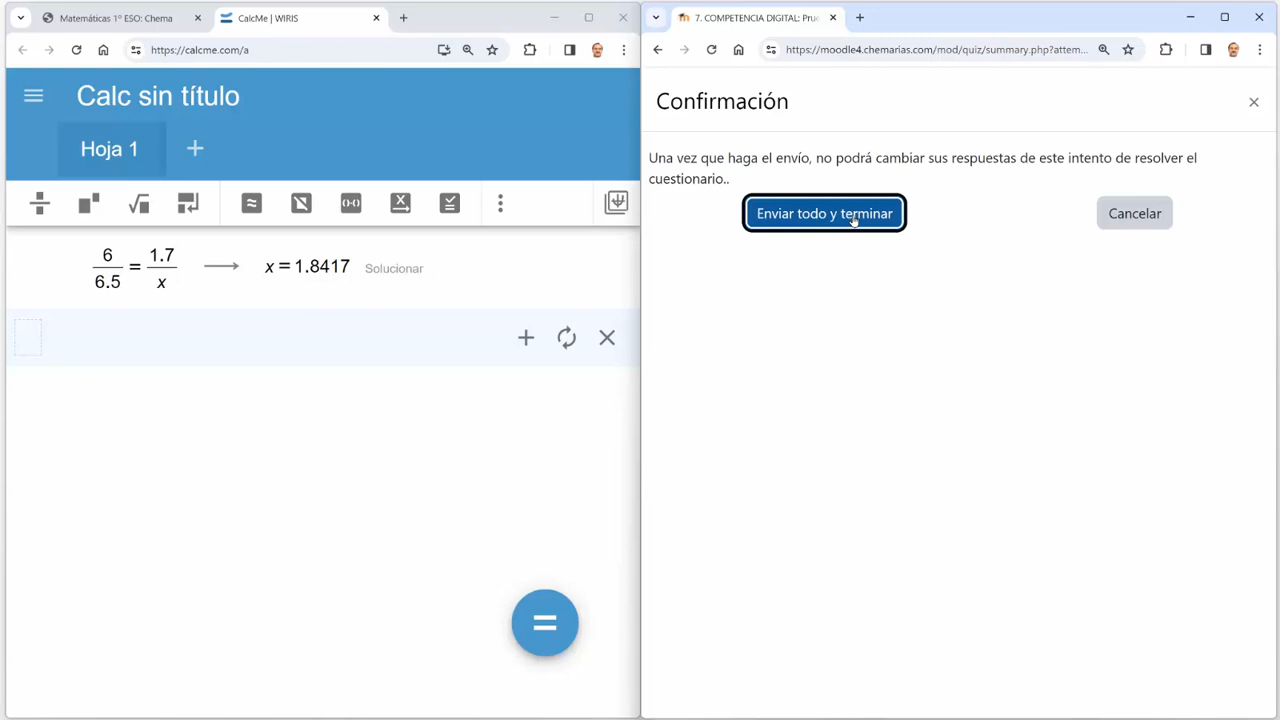 Matemáticas 1º ESO: Chema
CalcMe | WIRIS
https://calcme.com/a
Calc sin título
Hoja 1
6/6.5 = 1.7/x → x = 1.8417 Solucionar
=
7. COMPETENCIA DIGITAL: Pru
https://moodle4.chemarias.com/mod/quiz/summary.php?attem...
Confirmación
Una vez que haga el envío, no podrá cambiar sus respuestas de este intento de resolver el
cuestionario..
Enviar todo y terminar
Cancelar